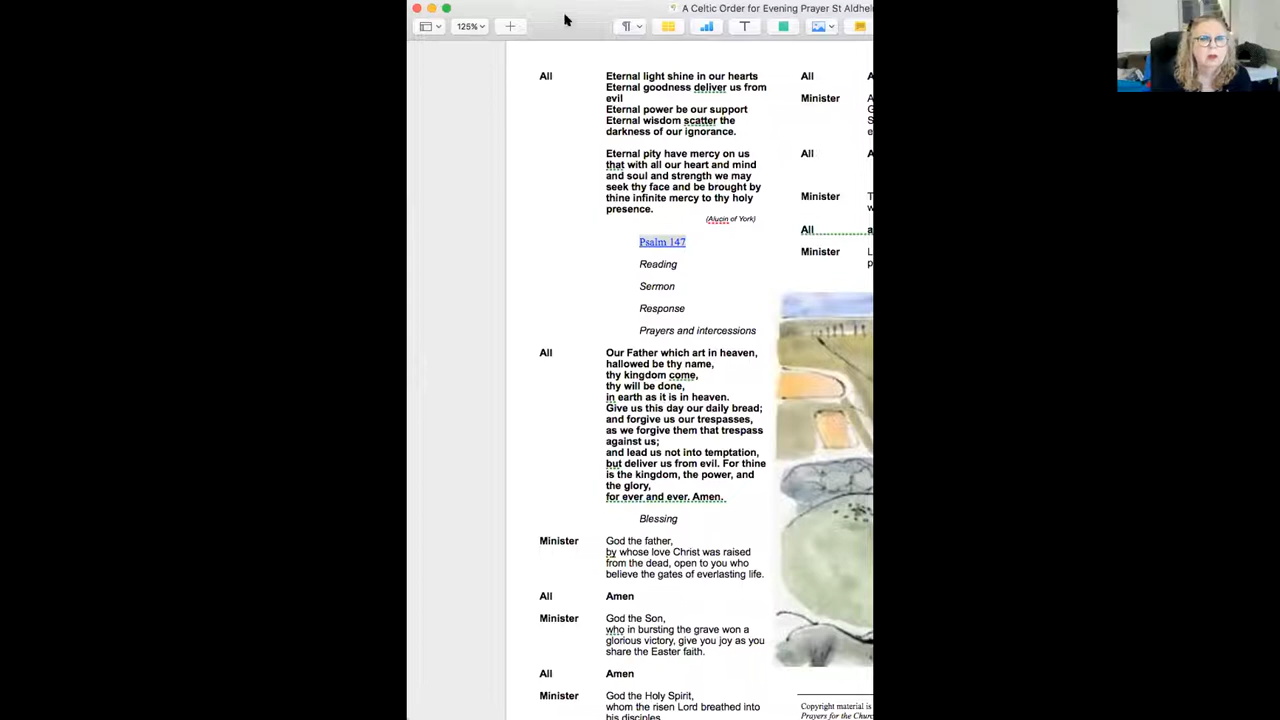 A Celtic Order for Evening Prayer St Aldhel
125%
All
Eternal light shine in our hearts
Eternal goodness deliver us from
evil
Eternal power be our support
Eternal wisdom scatter the
darkness of our ignorance.
Eternal pity have mercy on us
that with all our heart and mind
and soul and strength we may
seek thy face and be brought by
thine infinite mercy to thy holy
presence.
(Alucin of York)
Psalm 147
Reading
Sermon
Response
Prayers and intercessions
All
Our Father which art in heaven,
hallowed be thy name,
thy kingdom come,
thy will be done,
in earth as it is in heaven.
Give us this day our daily bread;
and forgive us our trespasses,
as we forgive them that trespass
against us;
and lead us not into temptation,
but deliver us from evil. For thine
is the kingdom, the power, and
the glory,
for ever and ever. Amen.
Blessing
Minister
God the father,
by whose love Christ was raised
from the dead, open to you who
believe the gates of everlasting life.
All
Amen
Minister
God the Son,
who in bursting the grave won a
glorious victory, give you joy as you
share the Easter faith.
All
Amen
Minister
God the Holy Spirit,
whom the risen Lord breathed into
his disciples
All
Minister
All
Minister
All
Minister
Copyright material is
Prayers for the Churc